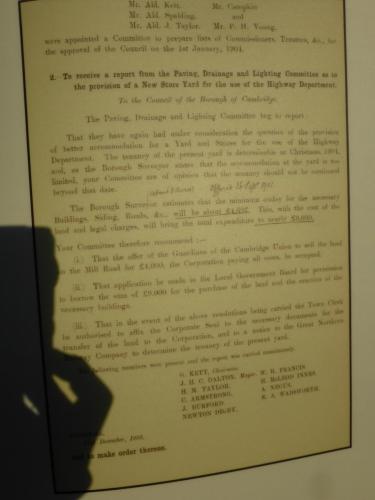 Mr. Ald. Kett, Mr. Campkin
Mr. Ald. Spalding, and
Mr. Ald. J. Taylor, Mr. P. H. Young,
were appointed a Committee to prepare lists of Commissioners, Trustees, &c., for
the approval of the Council on the 1st January, 1904.
2. To receive a report from the Paving, Drainage and Lighting Committee as to
the provision of a New Store Yard for the use of the Highway Department.
To the Council of the Borough of Cambridge.
The Paving, Drainage and Lighting Committee beg to report:
That they have again had under consideration the question of the provision
of better accommodation for a Yard and Stores for the use of the Highway
Department. The tenancy of the present yard is determinable at Christmas, 1904,
and, as the Borough Surveyor states that the accommodation at the yard is too
limited, your Committee are of opinion that the tenancy should not be continued
beyond that date.
The Borough Surveyor estimates that the minimum outlay for the necessary
Buildings, Siding, Roads, &c., will be about This, with the cost of the
land and legal charges, will bring the total expenditure to nearly £9,000.
Your Committee therefore recommend :—
(i.) That the offer of the Guardians of the Cambridge Union to sell the land
on the Mill Road for £4,000, the Corporation paying all costs, be accepted.
(ii.) That application be made to the Local Government Board for permission
to borrow the sum of £9,000 for the purchase of the land and the erection of the
necessary buildings.
(iii.) That in the event of the above resolutions being carried the Town Clerk
be authorised to affix the Corporate Seal to the necessary documents for the
transfer of the land to the Corporation, and to a notice to the Great Northern
Railway Company to determine the tenancy of the present yard.
The following members were present and the report was carried unanimously.
G. KETT, Chairman.
J. H. C. DALTON, Mayor. W. R. FRANCIS
H. M. TAYLOR. H. McLEOD INNES.
C. ARMSTRONG. A. NEGUS.
J. BURFORD. R. A. WADSWORTH.
NEWTON DIGBY.
December, 1903.
and to make order thereon.